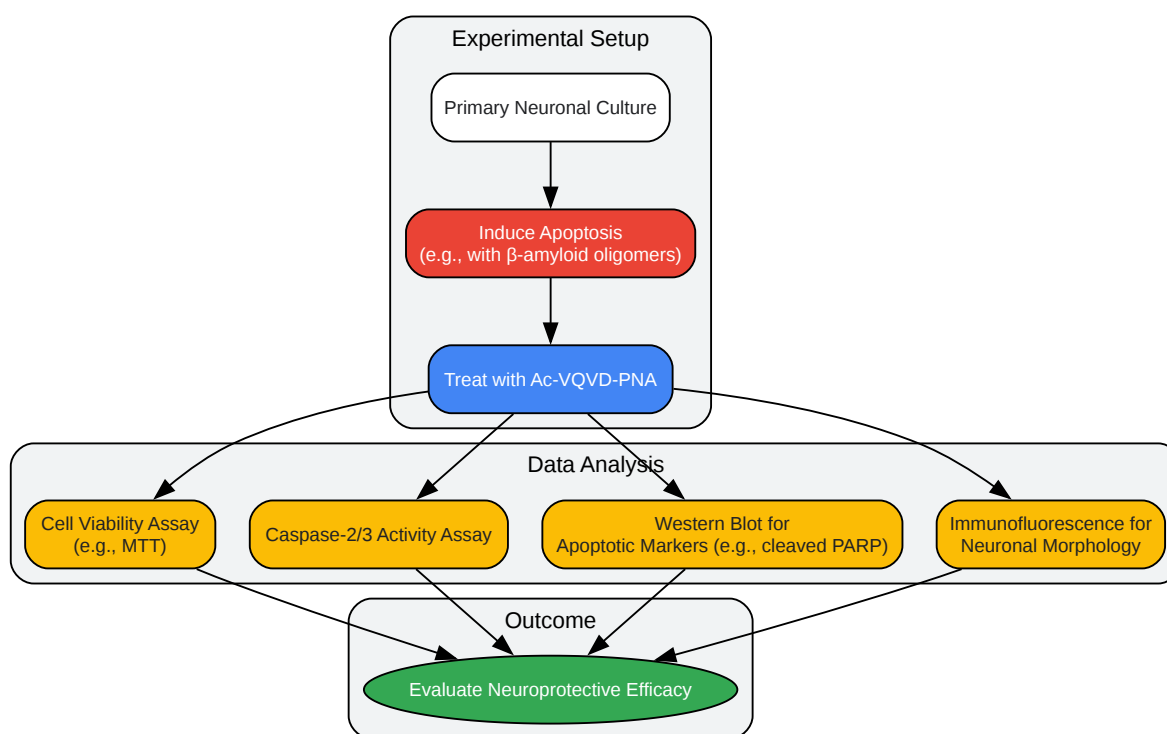 Experimental Setup
Primary Neuronal Culture
Induce Apoptosis
(e.g., with β-amyloid oligomers)
Treat with Ac-VQVD-PNA
Data Analysis
Cell Viability Assay
(e.g., MTT)
Caspase-2/3 Activity Assay
Western Blot for
Apoptotic Markers (e.g., cleaved PARP)
Immunofluorescence for
Neuronal Morphology
Outcome
Evaluate Neuroprotective Efficacy